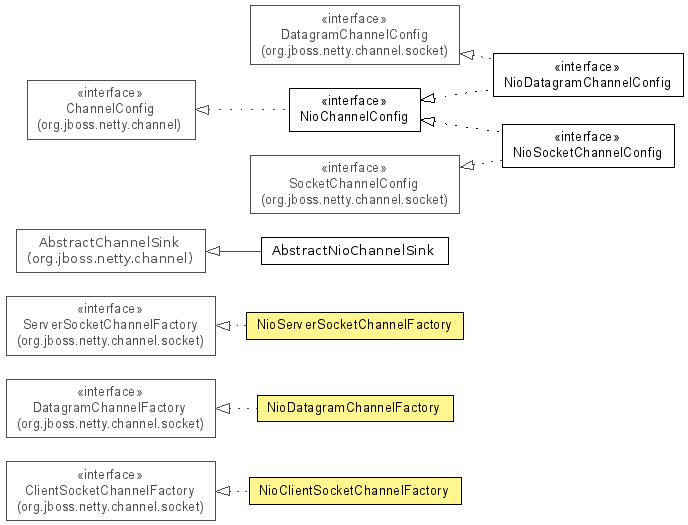 «interface»
DatagramChannelConfig
(org.jboss.netty.channel.socket)
«interface»
NioDatagramChannelConfig
«interface»
ChannelConfig
(org.jboss.netty.channel)
«interface»
NioChannelConfig
«interface»
NioSocketChannelConfig
«interface»
SocketChannelConfig
(org.jboss.netty.channel.socket)
AbstractChannelSink
(org.jboss.netty.channel)
AbstractNioChannelSink
«interface»
ServerSocketChannelFactory
(org.jboss.netty.channel.socket)
NioServerSocketChannelFactory
«interface»
DatagramChannelFactory
(org.jboss.netty.channel.socket)
NioDatagramChannelFactory
«interface»
ClientSocketChannelFactory
(org.jboss.netty.channel.socket)
NioClientSocketChannelFactory